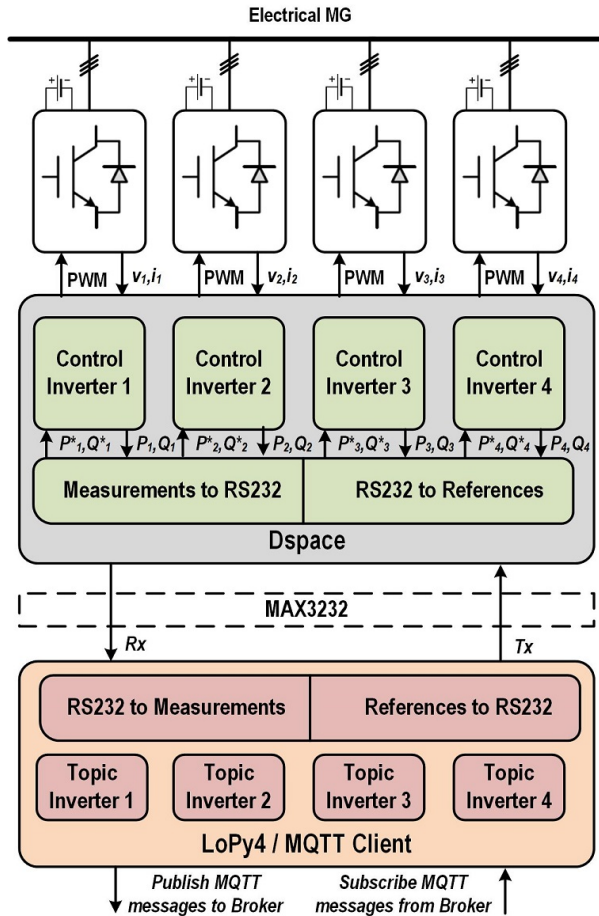 Electrical MG
+ − + − + − + −
PWM v1,i1 PWM v2,i2 PWM v3,i3 PWM v4,i4
Control Control Control Control
Inverter 1 Inverter 2 Inverter 3 Inverter 4
P*1,Q*1 P1,Q1 P*2,Q*2 P2,Q2 P*3,Q*3 P3,Q3 P*4,Q*4 P4,Q4
Measurements to RS232 RS232 to References
Dspace
MAX3232
Rx Tx
RS232 to Measurements References to RS232
Topic Topic Topic Topic
Inverter 1 Inverter 2 Inverter 3 Inverter 4
LoPy4 / MQTT Client
Publish MQTT Subscribe MQTT
messages to Broker messages from Broker